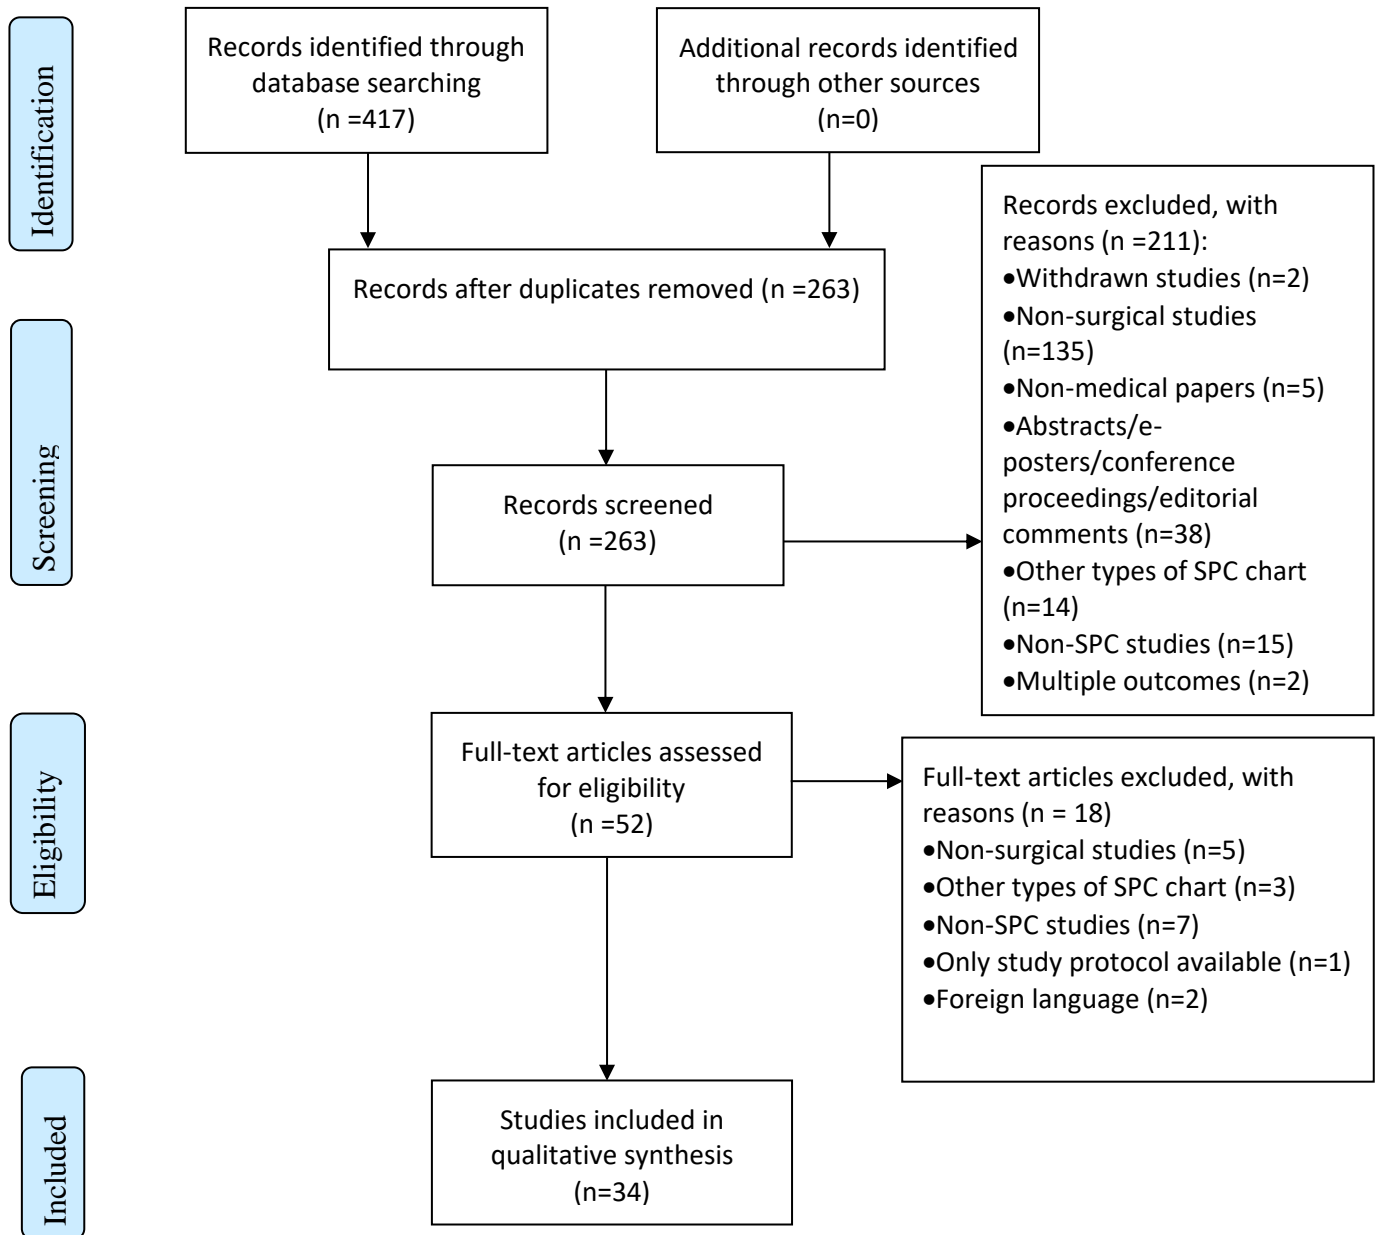 Identification
Records identified through
database searching
(n =417)
Additional records identified
through other sources
(n=0)
Records after duplicates removed (n =263)
Screening
Records screened
(n =263)
Records excluded, with
reasons (n =211):
•Withdrawn studies (n=2)
•Non-surgical studies
(n=135)
•Non-medical papers (n=5)
•Abstracts/e-
posters/conference
proceedings/editorial
comments (n=38)
•Other types of SPC chart
(n=14)
•Non-SPC studies (n=15)
•Multiple outcomes (n=2)
Eligibility
Full-text articles assessed
for eligibility
(n =52)
Full-text articles excluded, with
reasons (n = 18)
•Non-surgical studies (n=5)
•Other types of SPC chart (n=3)
•Non-SPC studies (n=7)
•Only study protocol available (n=1)
•Foreign language (n=2)
Included
Studies included in
qualitative synthesis
(n=34)